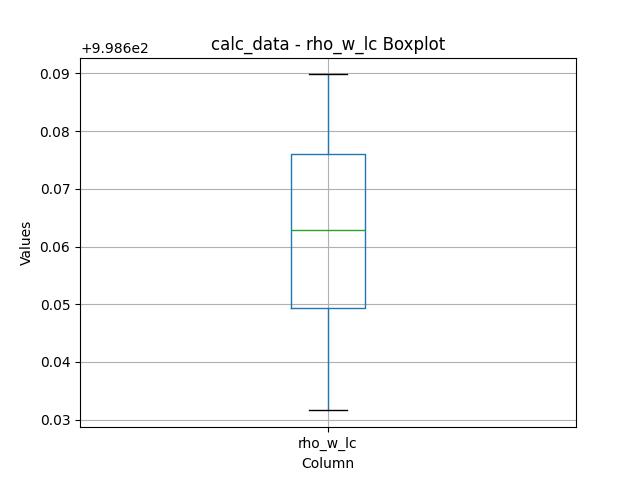 calc_data - rho_w_lc Boxplot
+9.986e2
0.09
0.08
0.07
0.06
0.05
0.04
0.03
Values
rho_w_lc
Column